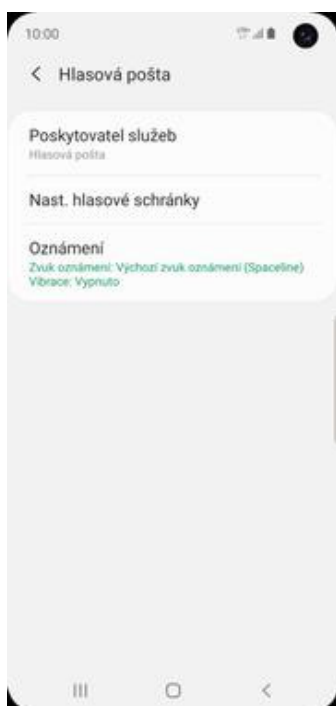 10:00
Hlasová pošta
Poskytovatel služeb
Hlasová pošta
Nast. hlasové schránky
Oznámení
Zvuk oznámení: Výchozí zvuk oznámení (Spaceline)
Vibrace: Vypnuto